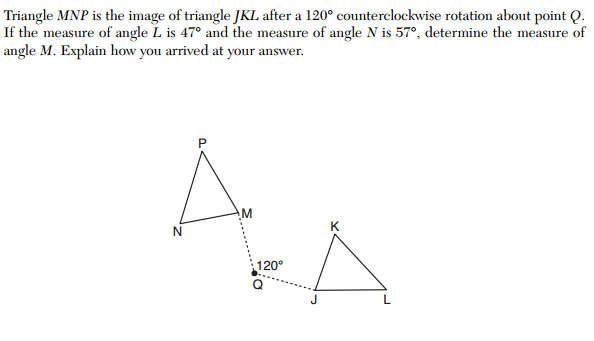 Triangle MNP is the image of triangle JKL after a 120° counterclockwise rotation about point Q.
If the measure of angle L is 47° and the measure of angle N is 57°, determine the measure of
angle M. Explain how you arrived at your answer.
P
M
N
K
120°
Q
J
L